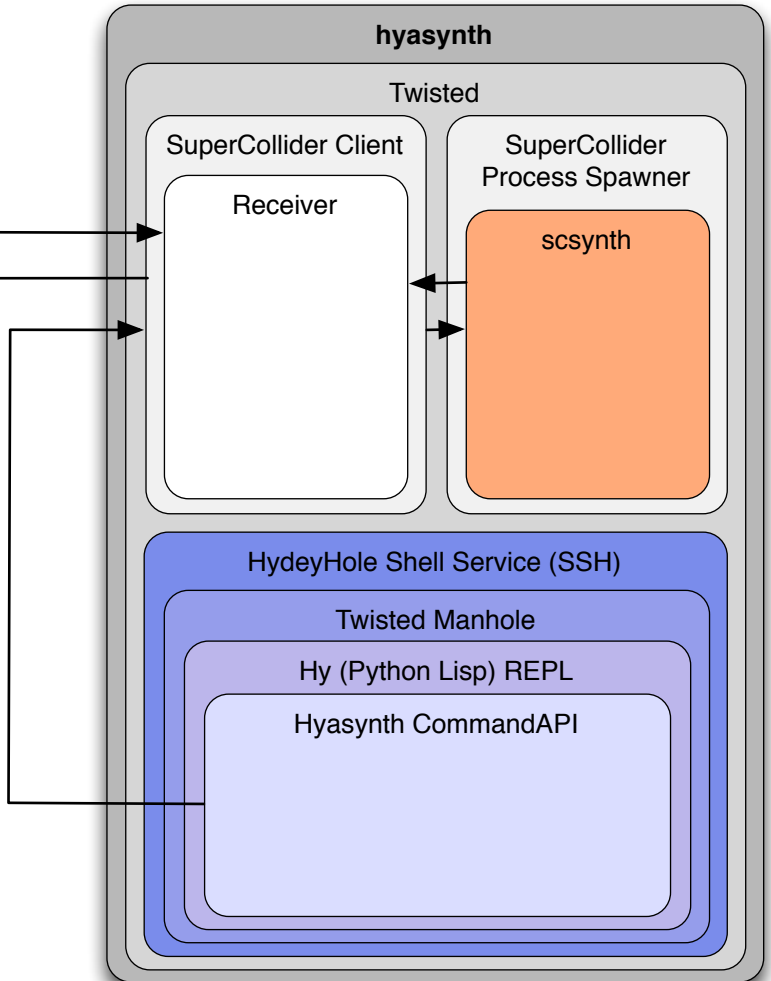 hyasynth
Twisted
SuperCollider Client
Receiver
SuperCollider
Process Spawner
scsynth
HydeyHole Shell Service (SSH)
Twisted Manhole
Hy (Python Lisp) REPL
Hyasynth CommandAPI